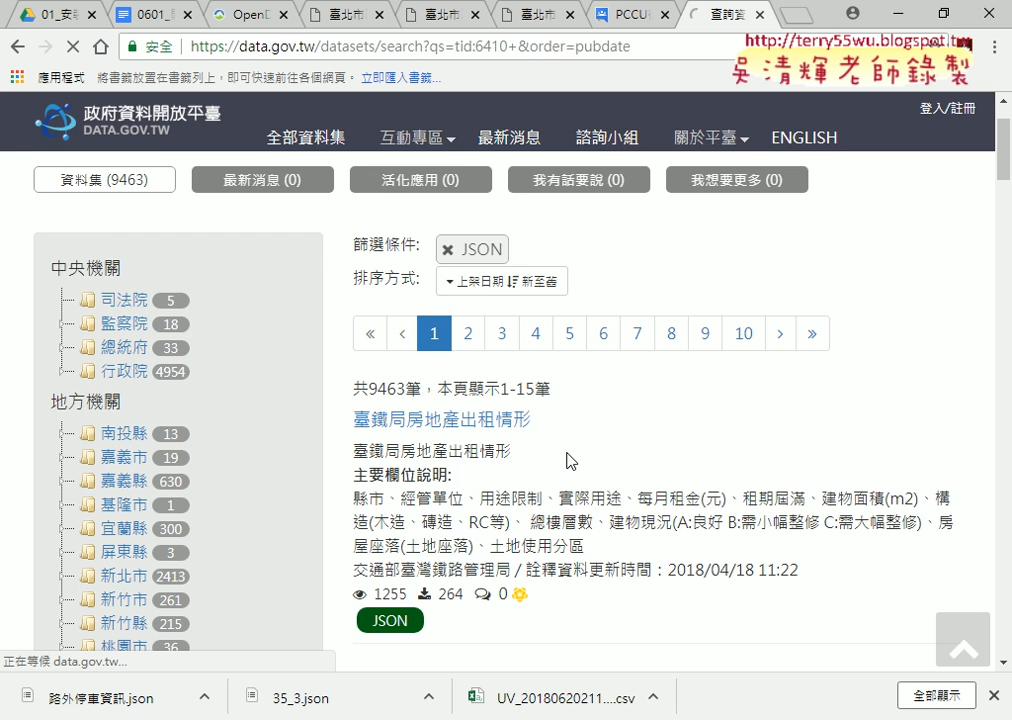 01_安裝
0601_
OpenD
臺北市
臺北市
臺北市
PCCU
查詢資
安全 https://data.gov.tw/datasets/search?qs=tid:6410+&order=pubdate
http://terry55wu.blogspot.tw
吳清輝老師錄製
應用程式 將書籤放置在書籤列上，即可快速前往各個網頁。 立即匯入書籤...
政府資料開放平臺
DATA.GOV.TW
登入/註冊
全部資料集 互動專區 最新消息 諮詢小組 關於平臺 ENGLISH
資料集 (9463) 最新消息 (0) 活化應用 (0) 我有話要說 (0) 我想要更多 (0)
中央機關
司法院 5
監察院 18
總統府 33
行政院 4954
地方機關
南投縣 13
嘉義市 19
嘉義縣 630
基隆市 1
宜蘭縣 300
屏東縣 3
新北市 2413
新竹市 261
新竹縣 215
桃園市 36
篩選條件: ✖ JSON
排序方式: 上架日期 新至舊
« ‹ 1 2 3 4 5 6 7 8 9 10 › »
共9463筆，本頁顯示1-15筆
臺鐵局房地產出租情形
臺鐵局房地產出租情形
主要欄位說明:
縣市、經管單位、用途限制、實際用途、每月租金(元)、租期屆滿、建物面積(m2)、構
造(木造、磚造、RC等)、 總樓層數、建物現況(A:良好 B:需小幅整修 C:需大幅整修)、房
屋座落(土地座落)、土地使用分區
交通部臺灣鐵路管理局 / 詮釋資料更新時間：2018/04/18 11:22
1255 264 0
JSON
正在等候 data.gov.tw...
路外停車資訊.json
35_3.json
UV_20180620211....csv
全部顯示